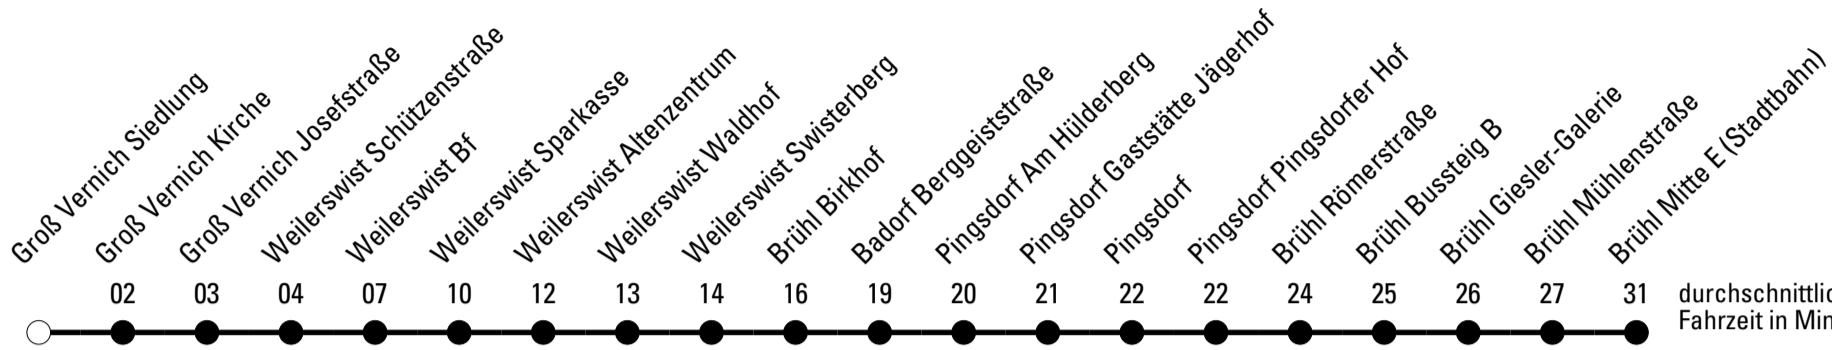 Groß Vernich Siedlung
Groß Vernich Kirche
Groß Vernich Josefstraße
Weilerswist Schützenstraße
Weilerswist Bf
Weilerswist Sparkasse
Weilerswist Altenzentrum
Weilerswist Waldhof
Weilerswist Swisterberg
Brühl Birkhof
Badorf Berggeiststraße
Pingsdorf Am Hülderberg
Pingsdorf Gaststätte Jägerhof
Pingsdorf
Pingsdorf Pingsdorfer Hof
Brühl Römerstraße
Brühl Bussteig B
Brühl Giesler-Galerie
Brühl Mühlenstraße
Brühl Mitte E (Stadtbahn)
02 03 04 07 10 12 13 14 16 19 20 21 22 22 24 25 26 27 31
durchschnittlic
Fahrzeit in Min